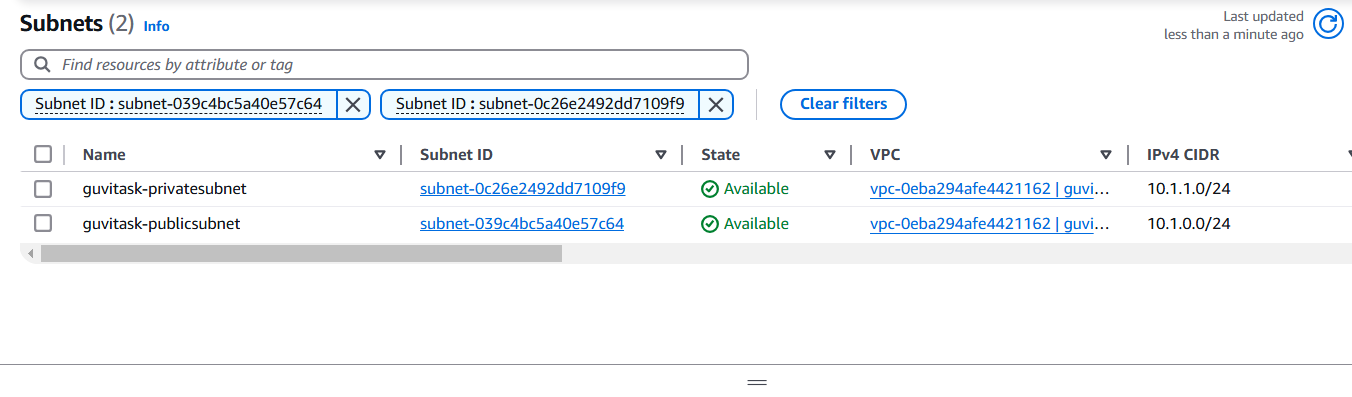 Subnets (2) Info
Last updated
less than a minute ago
Find resources by attribute or tag
Subnet ID : subnet-039c4bc5a40e57c64 Subnet ID : subnet-0c26e2492dd7109f9 Clear filters
Name Subnet ID State VPC IPv4 CIDR
guvitask-privatesubnet subnet-0c26e2492dd7109f9 Available vpc-0eba294afe4421162 | guvi... 10.1.1.0/24
guvitask-publicsubnet subnet-039c4bc5a40e57c64 Available vpc-0eba294afe4421162 | guvi... 10.1.0.0/24